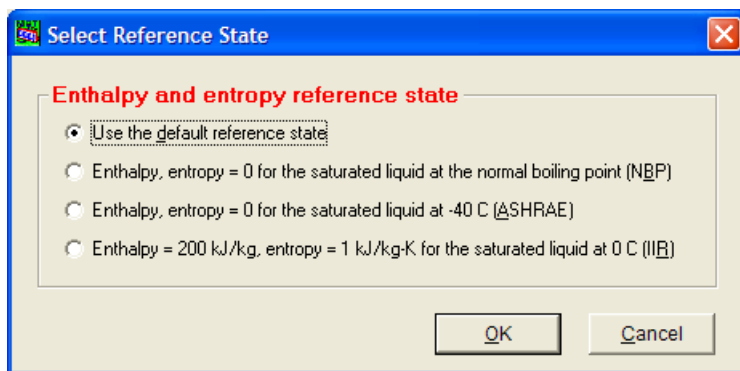 Select Reference State
Enthalpy and entropy reference state
Use the default reference state
Enthalpy, entropy = 0 for the saturated liquid at the normal boiling point (NBP)
Enthalpy, entropy = 0 for the saturated liquid at -40 C (ASHRAE)
Enthalpy = 200 kJ/kg, entropy = 1 kJ/kg-K for the saturated liquid at 0 C (IIR)
OK Cancel